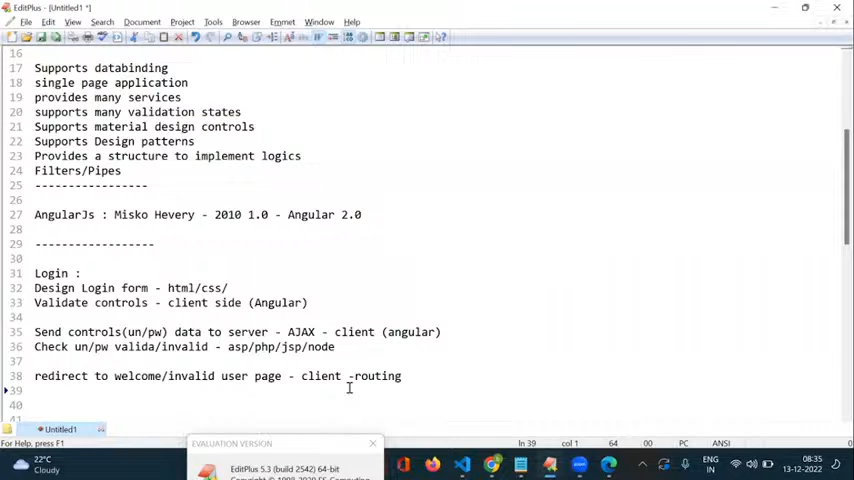 EditPlus - [Untitled1 *]
File Edit View Search Document Project Tools Browser Emmet Window Help
16
17 Supports databinding
18 single page application
19 provides many services
20 supports many validation states
21 Supports material design controls
22 Supports Design patterns
23 Provides a structure to implement logics
24 Filters/Pipes
25 -----------------
26
27 AngularJs : Misko Hevery - 2010 1.0 - Angular 2.0
28
29 ------------------
30
31 Login :
32 Design Login form - html/css/
33 Validate controls - client side (Angular)
34
35 Send controls(un/pw) data to server - AJAX - client (angular)
36 Check un/pw valida/invalid - asp/php/jsp/node
37
38 redirect to welcome/invalid user page - client -routing
39
40
41
Untitled1
For Help, press F1 ln 39 col 1 64 00 PC ANSI
EVALUATION VERSION
EditPlus 5.3 (build 2542) 64-bit
22°C
Cloudy
ENG
IN
08:35
13-12-2022